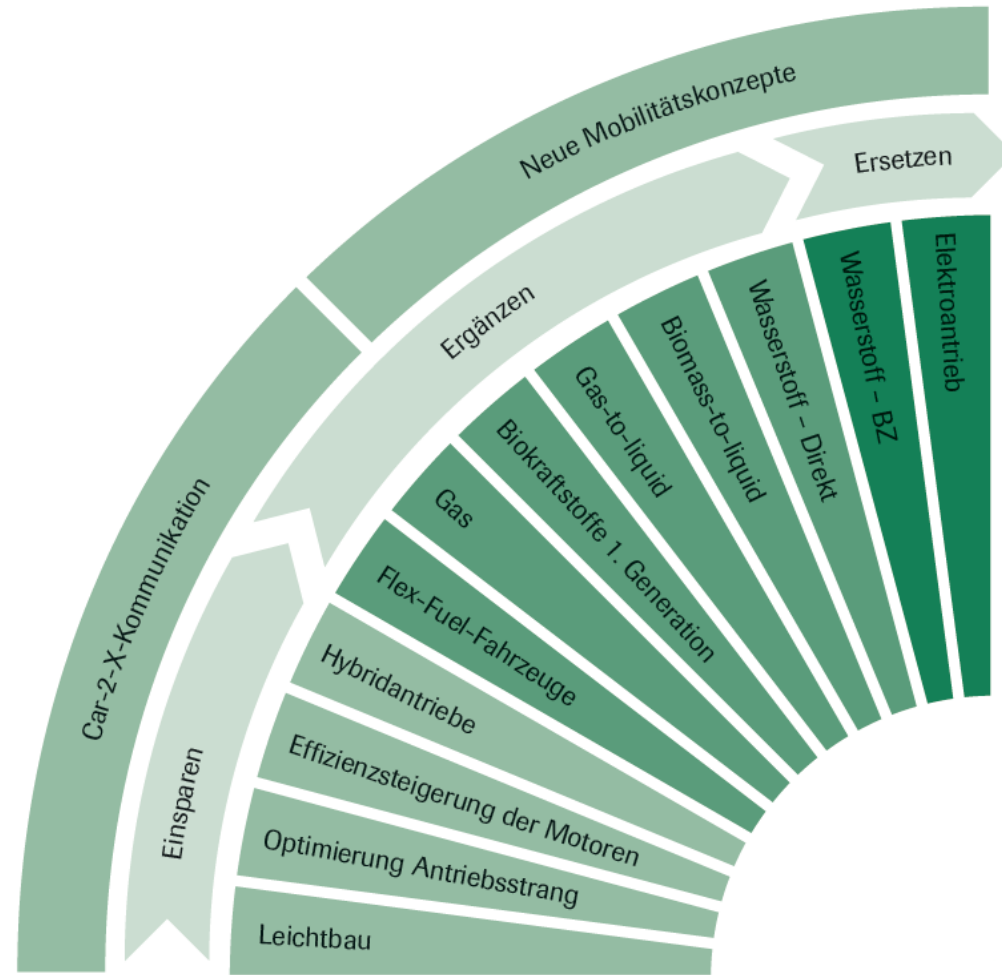 Neue Mobilitätskonzepte
Car-2-X-Kommunikation
Ersetzen
Ergänzen
Einsparen
Elektroantrieb
Wasserstoff – BZ
Wasserstoff – Direkt
Biomass-to-liquid
Gas-to-liquid
Biokraftstoffe 1. Generation
Gas
Flex-Fuel-Fahrzeuge
Hybridantriebe
Effizienzsteigerung der Motoren
Optimierung Antriebsstrang
Leichtbau